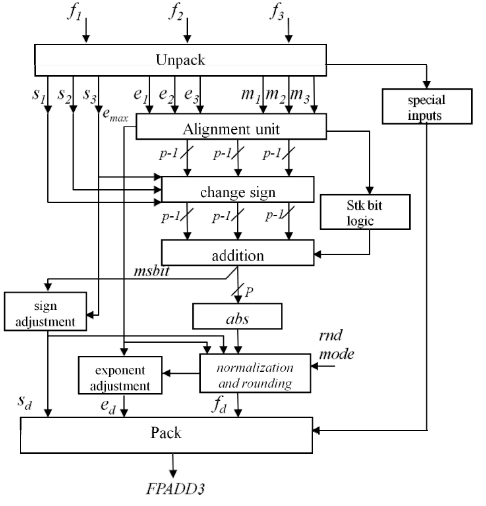 f1 f2 f3
Unpack
s1 s2 s3 e1 e2 e3 m1 m2 m3
special
inputs
emax
Alignment unit
p-1 p-1 p-1
change sign
Stk bit
logic
p-1 p-1 p-1
addition
msbit
P
sign
adjustment
abs
rnd
mode
exponent
adjustment
normalization
and rounding
sd ed fd
Pack
FPADD3